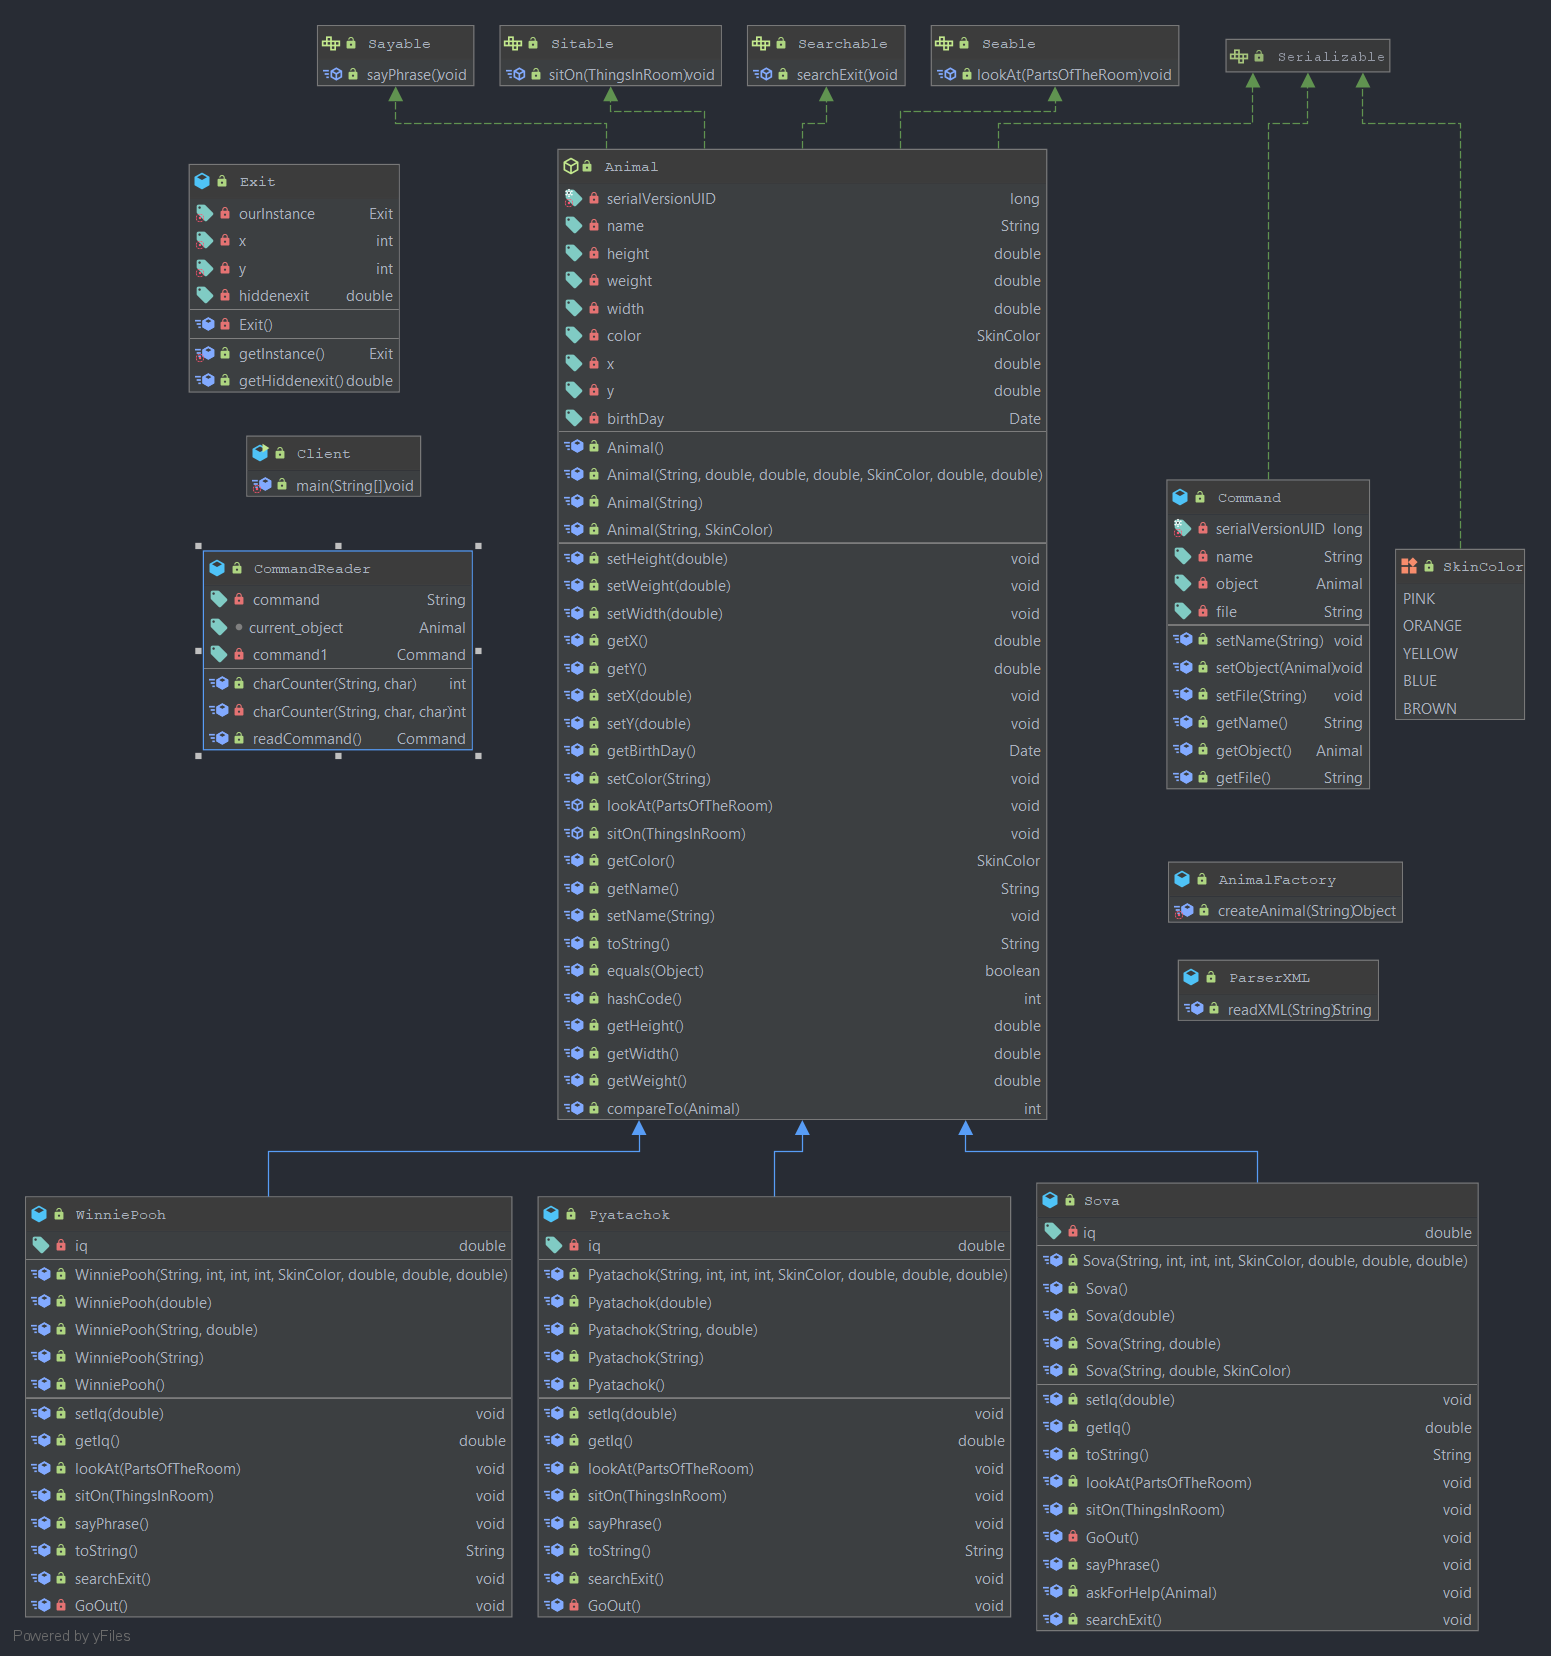 Sayable
sayPhrase() void
Sitable
sitOn(ThingsInRoom) void
Searchable
searchExit() void
Seable
lookAt(PartsOfTheRoom) void
Serializable
Exit
ourInstance Exit
x int
y int
hiddenexit double
Exit()
getInstance() Exit
getHiddenexit() double
Client
main(String[]) void
CommandReader
command String
current_object Animal
command1 Command
charCounter(String, char) int
charCounter(String, char, char) int
readCommand() Command
Animal
serialVersionUID long
name String
height double
weight double
width double
color SkinColor
x double
y double
birthDay Date
Animal()
Animal(String, double, double, double, SkinColor, double, double)
Animal(String)
Animal(String, SkinColor)
setHeight(double) void
setWeight(double) void
setWidth(double) void
getX() double
getY() double
setX(double) void
setY(double) void
getBirthDay() Date
setColor(String) void
lookAt(PartsOfTheRoom) void
sitOn(ThingsInRoom) void
getColor() SkinColor
getName() String
setName(String) void
toString() String
equals(Object) boolean
hashCode() int
getHeight() double
getWidth() double
getWeight() double
compareTo(Animal) int
Command
serialVersionUID long
name String
object Animal
file String
setName(String) void
setObject(Animal) void
setFile(String) void
getName() String
getObject() Animal
getFile() String
SkinColor
PINK
ORANGE
YELLOW
BLUE
BROWN
AnimalFactory
createAnimal(String) Object
ParserXML
readXML(String) String
WinniePooh
iq double
WinniePooh(String, int, int, int, SkinColor, double, double, double)
WinniePooh(double)
WinniePooh(String, double)
WinniePooh(String)
WinniePooh()
setIq(double) void
getIq() double
lookAt(PartsOfTheRoom) void
sitOn(ThingsInRoom) void
sayPhrase() void
toString() String
searchExit() void
GoOut() void
Pyatachok
iq double
Pyatachok(String, int, int, int, SkinColor, double, double, double)
Pyatachok(double)
Pyatachok(String, double)
Pyatachok(String)
Pyatachok()
setIq(double) void
getIq() double
lookAt(PartsOfTheRoom) void
sitOn(ThingsInRoom) void
sayPhrase() void
toString() String
searchExit() void
GoOut() void
Sova
iq double
Sova(String, int, int, int, SkinColor, double, double, double)
Sova()
Sova(double)
Sova(String, double)
Sova(String, double, SkinColor)
setIq(double) void
getIq() double
toString() String
lookAt(PartsOfTheRoom) void
sitOn(ThingsInRoom) void
GoOut() void
sayPhrase() void
askForHelp(Animal) void
searchExit() void
Powered by yFiles